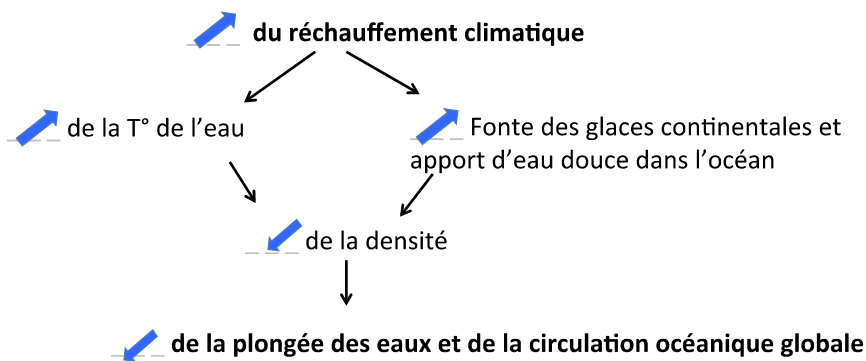 du réchauffement climatique
de la T° de l'eau
Fonte des glaces continentales et
apport d'eau douce dans l'océan
de la densité
de la plongée des eaux et de la circulation océanique globale